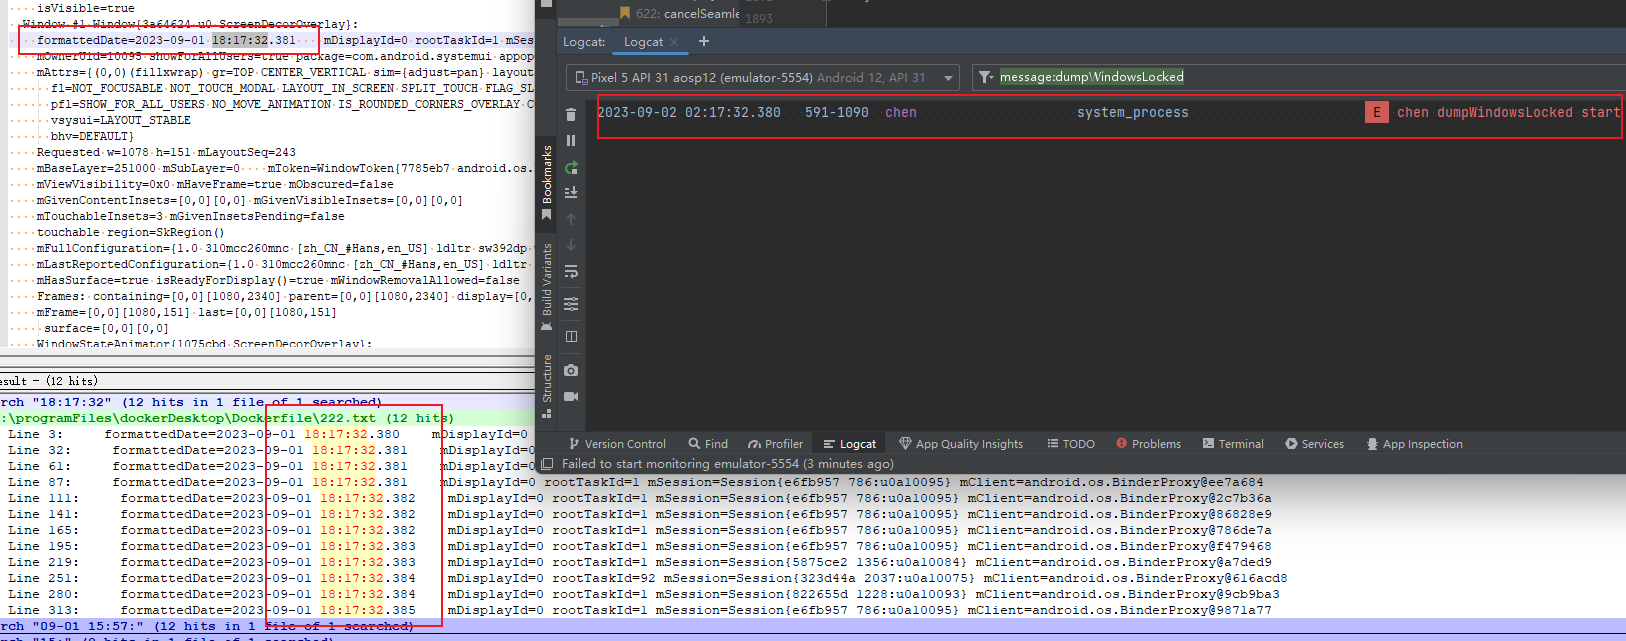 isVisible=true
Window #1 Window{3a64624 u0 ScreenDecorOverlay}:
formattedDate=2023-09-01 18:17:32.381 mDisplayId=0 rootTaskId=1 mSes
mOwnerUid=10095 showForAllUsers=true package=com.android.systemui appop
mAttrs={(0,0)(fillxwrap) gr=TOP CENTER_VERTICAL sim={adjust=pan} layout
fl=NOT_FOCUSABLE NOT_TOUCH_MODAL LAYOUT_IN_SCREEN SPLIT_TOUCH FLAG_SL
pfl=SHOW_FOR_ALL_USERS NO_MOVE_ANIMATION IS_ROUNDED_CORNERS_OVERLAY C
vsysui=LAYOUT_STABLE
bhv=DEFAULT}
Requested w=1078 h=151 mLayoutSeq=243
mBaseLayer=251000 mSubLayer=0 mToken=WindowToken{7785eb7 android.os.
mViewVisibility=0x0 mHaveFrame=true mObscured=false
mGivenContentInsets=[0,0][0,0] mGivenVisibleInsets=[0,0][0,0]
mTouchableInsets=3 mGivenInsetsPending=false
touchable region=SkRegion()
mFullConfiguration={1.0 310mcc260mnc [zh_CN_#Hans,en_US] ldltr sw392dp
mLastReportedConfiguration={1.0 310mcc260mnc [zh_CN_#Hans,en_US] ldltr
mHasSurface=true isReadyForDisplay()=true mWindowRemovalAllowed=false
Frames: containing=[0,0][1080,2340] parent=[0,0][1080,2340] display=[0,
mFrame=[0,0][1080,151] last=[0,0][1080,151]
surface=[0,0][0,0]
WindowStateAnimator{1075cbd ScreenDecorOverlay}:
622: cancelSeamle
1893
Logcat: Logcat × +
Pixel 5 API 31 aosp12 (emulator-5554) Android 12, API 31
message:dump\WindowsLocked
2023-09-02 02:17:32.380 591-1090 chen system_process E chen dumpWindowsLocked start
Bookmarks
Build Variants
Structure
Version Control Find Profiler Logcat App Quality Insights TODO Problems Terminal Services App Inspection
Failed to start monitoring emulator-5554 (3 minutes ago)
esult - (12 hits)
rch "18:17:32" (12 hits in 1 file of 1 searched)
:\programFiles\dockerDesktop\Dockerfile\222.txt (12 hits)
Line 3: formattedDate=2023-09-01 18:17:32.380 mDisplayId=0
Line 32: formattedDate=2023-09-01 18:17:32.381 mDisplayId=0
Line 61: formattedDate=2023-09-01 18:17:32.381 mDisplayId=0
Line 87: formattedDate=2023-09-01 18:17:32.381 mDisplayId=0 rootTaskId=1 mSession=Session{e6fb957 786:u0a10095} mClient=android.os.BinderProxy@ee7a684
Line 111: formattedDate=2023-09-01 18:17:32.382 mDisplayId=0 rootTaskId=1 mSession=Session{e6fb957 786:u0a10095} mClient=android.os.BinderProxy@2c7b36a
Line 141: formattedDate=2023-09-01 18:17:32.382 mDisplayId=0 rootTaskId=1 mSession=Session{e6fb957 786:u0a10095} mClient=android.os.BinderProxy@86828e9
Line 165: formattedDate=2023-09-01 18:17:32.382 mDisplayId=0 rootTaskId=1 mSession=Session{e6fb957 786:u0a10095} mClient=android.os.BinderProxy@786de7a
Line 195: formattedDate=2023-09-01 18:17:32.383 mDisplayId=0 rootTaskId=1 mSession=Session{e6fb957 786:u0a10095} mClient=android.os.BinderProxy@f479468
Line 219: formattedDate=2023-09-01 18:17:32.383 mDisplayId=0 rootTaskId=1 mSession=Session{5875ce2 1356:u0a10084} mClient=android.os.BinderProxy@a7ded9
Line 251: formattedDate=2023-09-01 18:17:32.384 mDisplayId=0 rootTaskId=92 mSession=Session{323d44a 2037:u0a10075} mClient=android.os.BinderProxy@616acd8
Line 280: formattedDate=2023-09-01 18:17:32.384 mDisplayId=0 rootTaskId=1 mSession=Session{822655d 1228:u0a10093} mClient=android.os.BinderProxy@9cb9ba3
Line 313: formattedDate=2023-09-01 18:17:32.385 mDisplayId=0 rootTaskId=1 mSession=Session{e6fb957 786:u0a10095} mClient=android.os.BinderProxy@9871a77
rch "09-01 15:57:" (12 hits in 1 file of 1 searched)